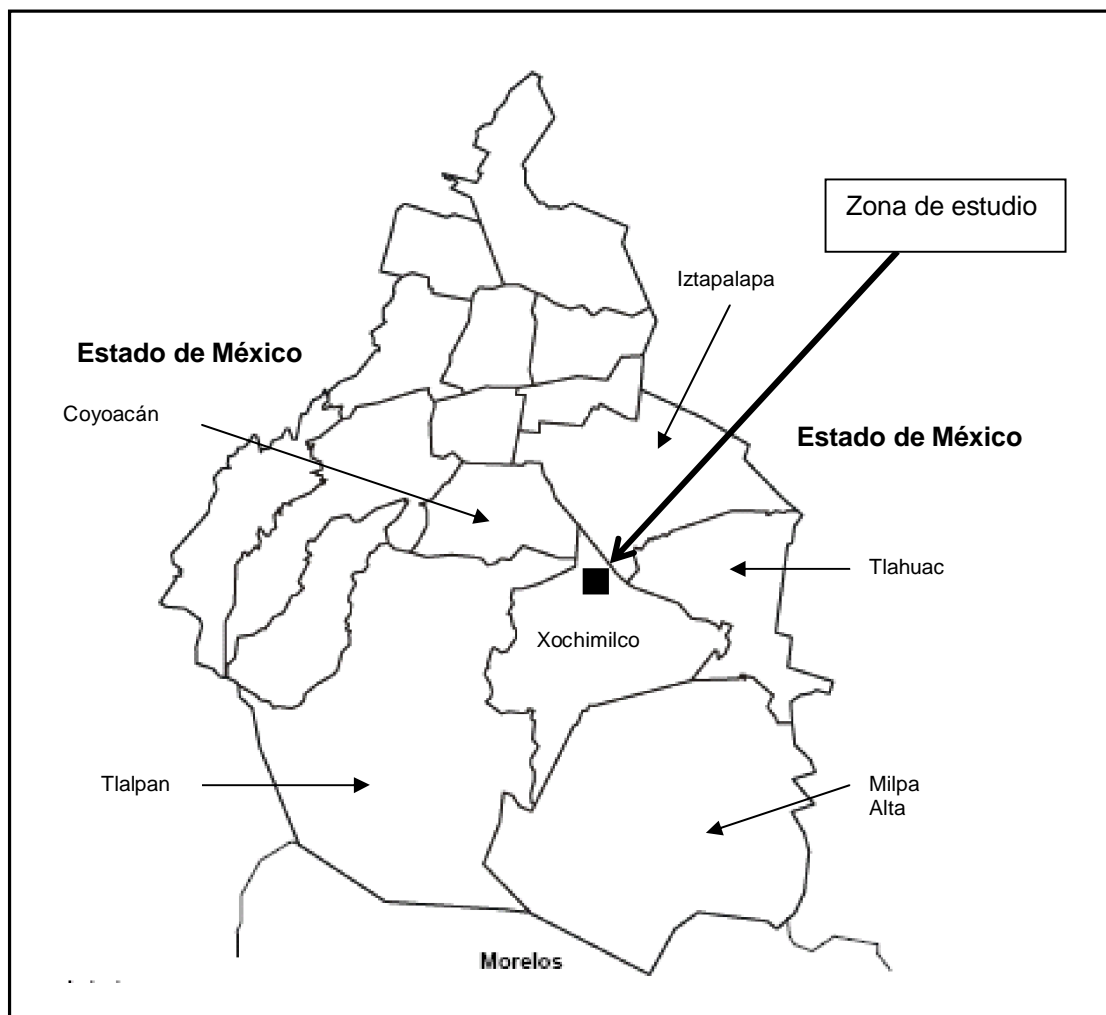 Zona de estudio
Iztapalapa
Estado de México
Coyoacán
Estado de México
Tlahuac
Xochimilco
Tlalpan
Milpa
Alta
Morelos